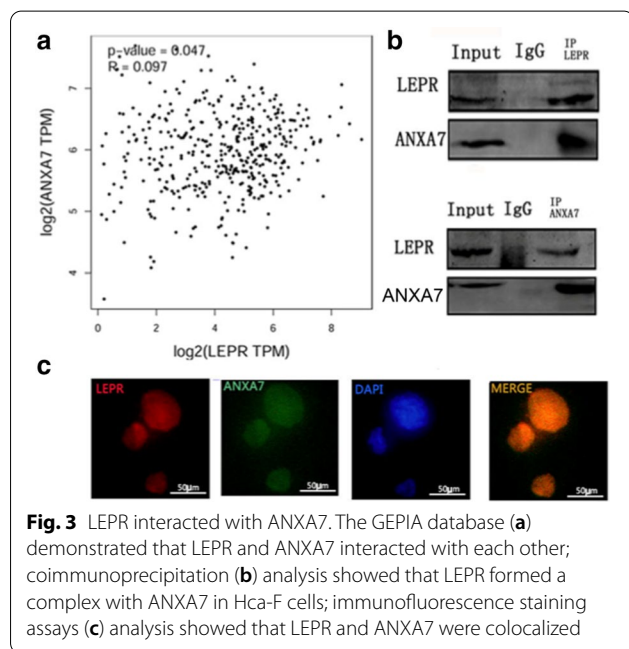 a
p-value = 0.047
R = 0.097
log2(ANXA7 TPM)
7
6
5
4
0 2 4 6 8
log2(LEPR TPM)
b
Input IgG IP LEPR
LEPR
ANXA7
Input IgG IP ANXA7
LEPR
ANXA7
c
LEPR
50μm
ANXA7
50μm
DAPI
50μm
MERGE
50μm
Fig. 3 LEPR interacted with ANXA7. The GEPIA database (a)
demonstrated that LEPR and ANXA7 interacted with each other;
coimmunoprecipitation (b) analysis showed that LEPR formed a
complex with ANXA7 in Hca-F cells; immunofluorescence staining
assays (c) analysis showed that LEPR and ANXA7 were colocalized